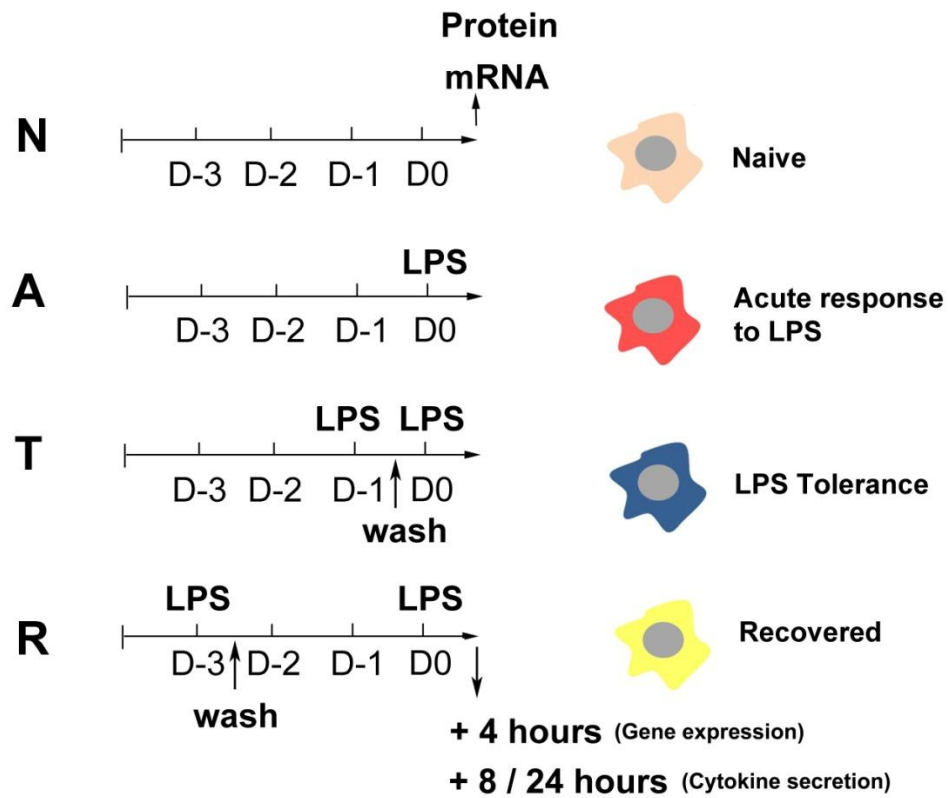 Protein
mRNA
N
D-3 D-2 D-1 D0
Naive
LPS
A
D-3 D-2 D-1 D0
Acute response
to LPS
LPS LPS
T
D-3 D-2 D-1 D0
wash
LPS Tolerance
LPS LPS
R
D-3 D-2 D-1 D0
wash
Recovered
+ 4 hours (Gene expression)
+ 8 / 24 hours (Cytokine secretion)